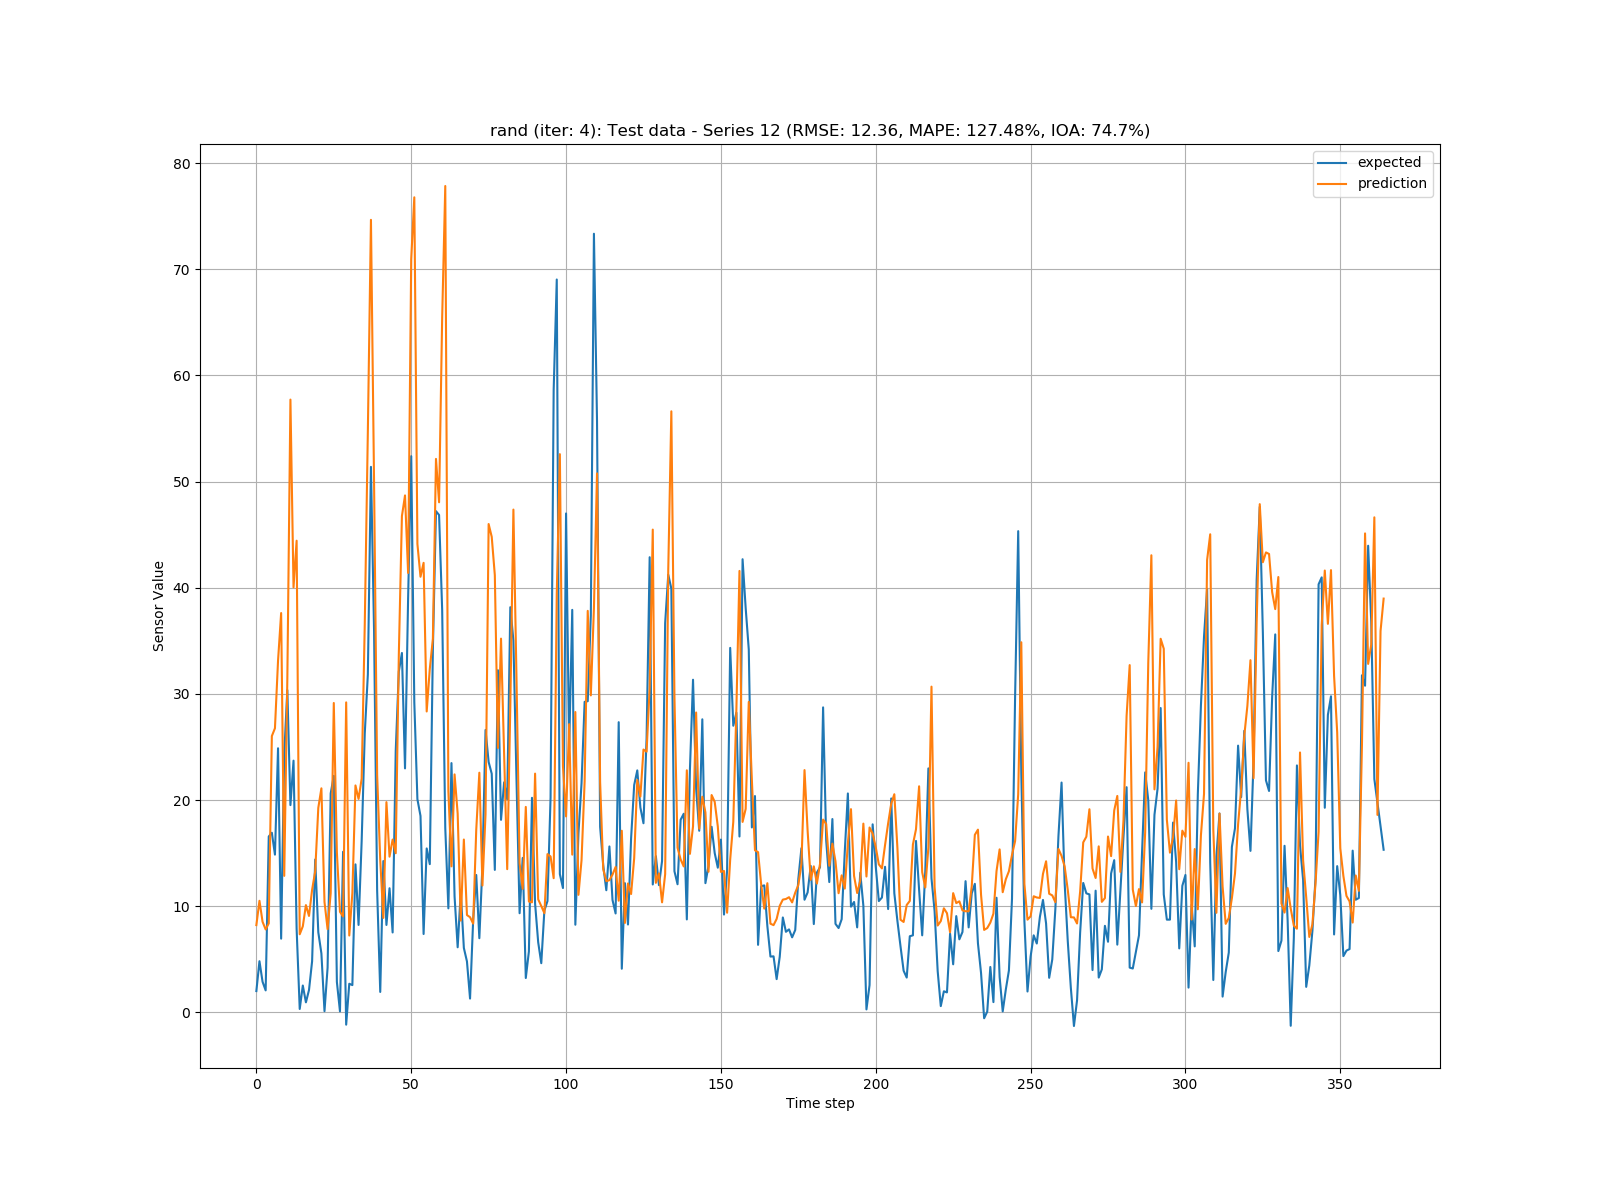 rand (iter: 4): Test data - Series 12 (RMSE: 12.36, MAPE: 127.48%, IOA: 74.7%)
expected
prediction
80
70
60
50
40
30
20
10
0
Sensor Value
0 50 100 150 200 250 300 350
Time step